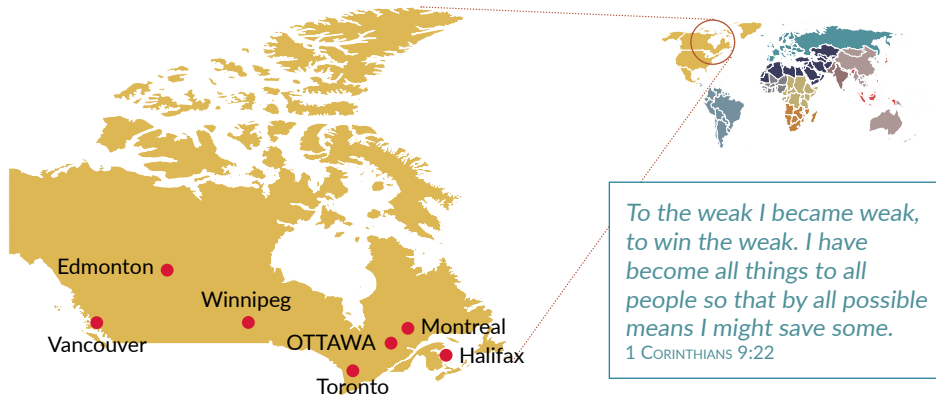 Edmonton
Winnipeg
Vancouver
OTTAWA
Montreal
Halifax
Toronto
To the weak I became weak,
to win the weak. I have
become all things to all
people so that by all possible
means I might save some.
1 Corinthians 9:22